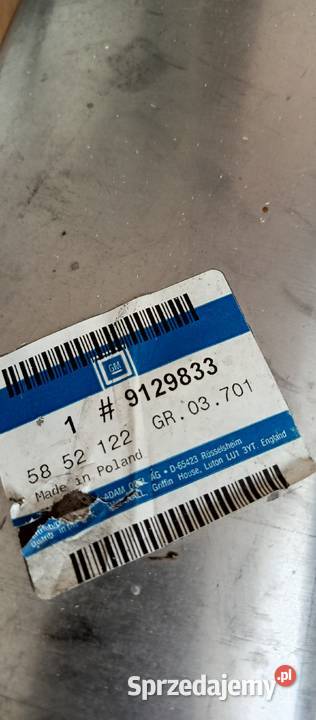 GM
1 # 9129833
58 52 122 GR.03.701
Made in Poland
ADAM OPEL AG • D-65423 Rüsselsheim
Griffin House, Luton LU1 3YT. England
Sprzedajemy.pl